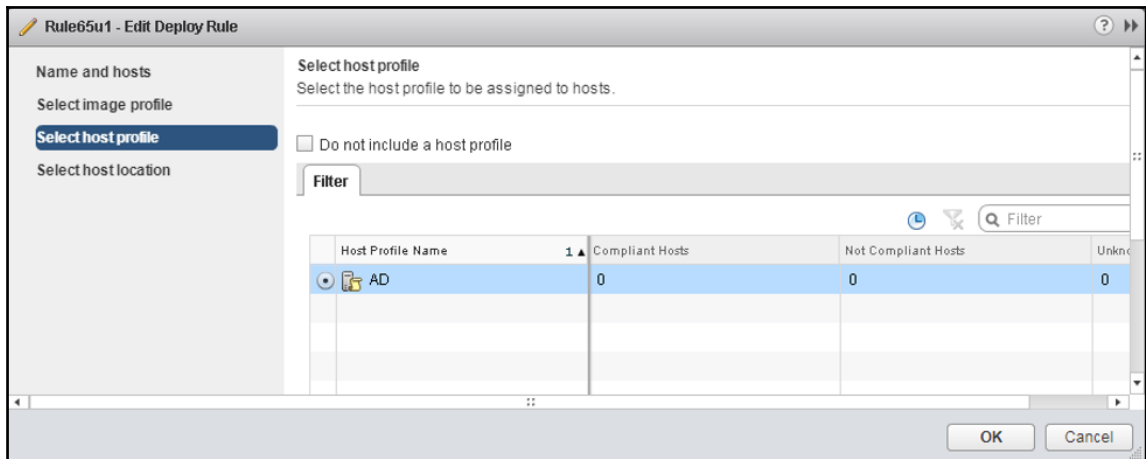 Rule65u1 - Edit Deploy Rule
Name and hosts
Select image profile
Select host profile
Select host location
Select host profile
Select the host profile to be assigned to hosts.
Do not include a host profile
Filter
Filter
Host Profile Name 1 Compliant Hosts Not Compliant Hosts
AD 0 0 0
OK Cancel